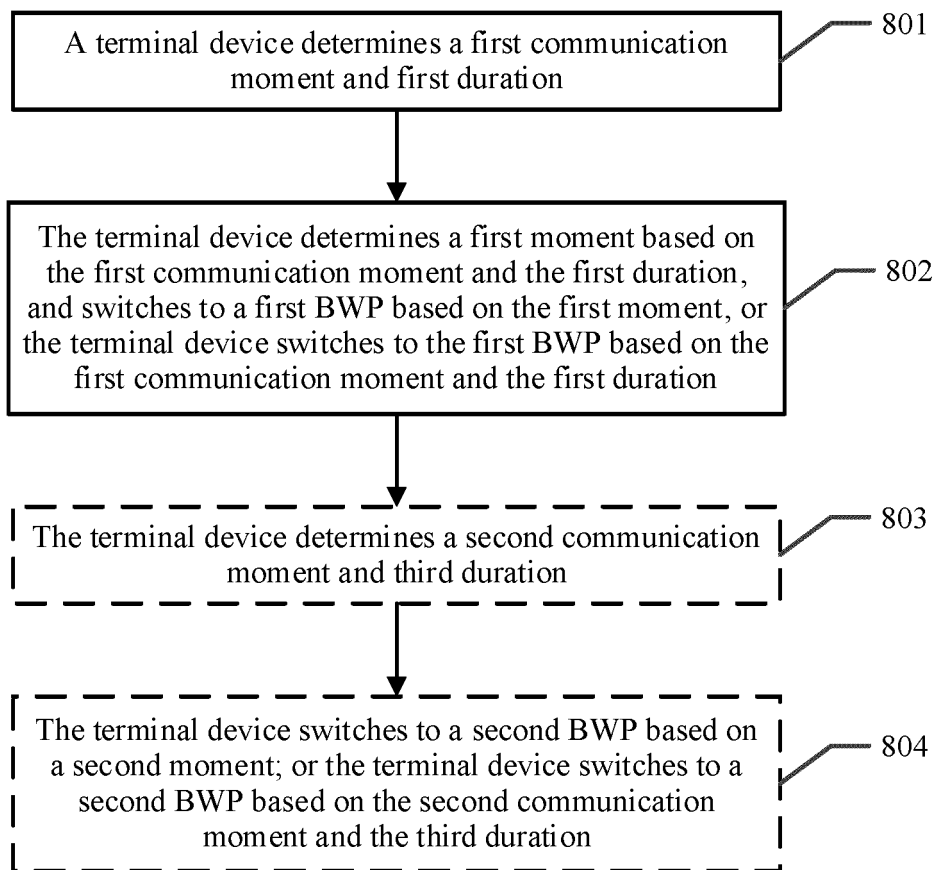 A terminal device determines a first communication
moment and first duration
801
The terminal device determines a first moment based on
the first communication moment and the first duration,
and switches to a first BWP based on the first moment, or
the terminal device switches to the first BWP based on the
first communication moment and the first duration
802
The terminal device determines a second communication
moment and third duration
803
The terminal device switches to a second BWP based on
a second moment; or the terminal device switches to a
second BWP based on the second communication
moment and the third duration
804